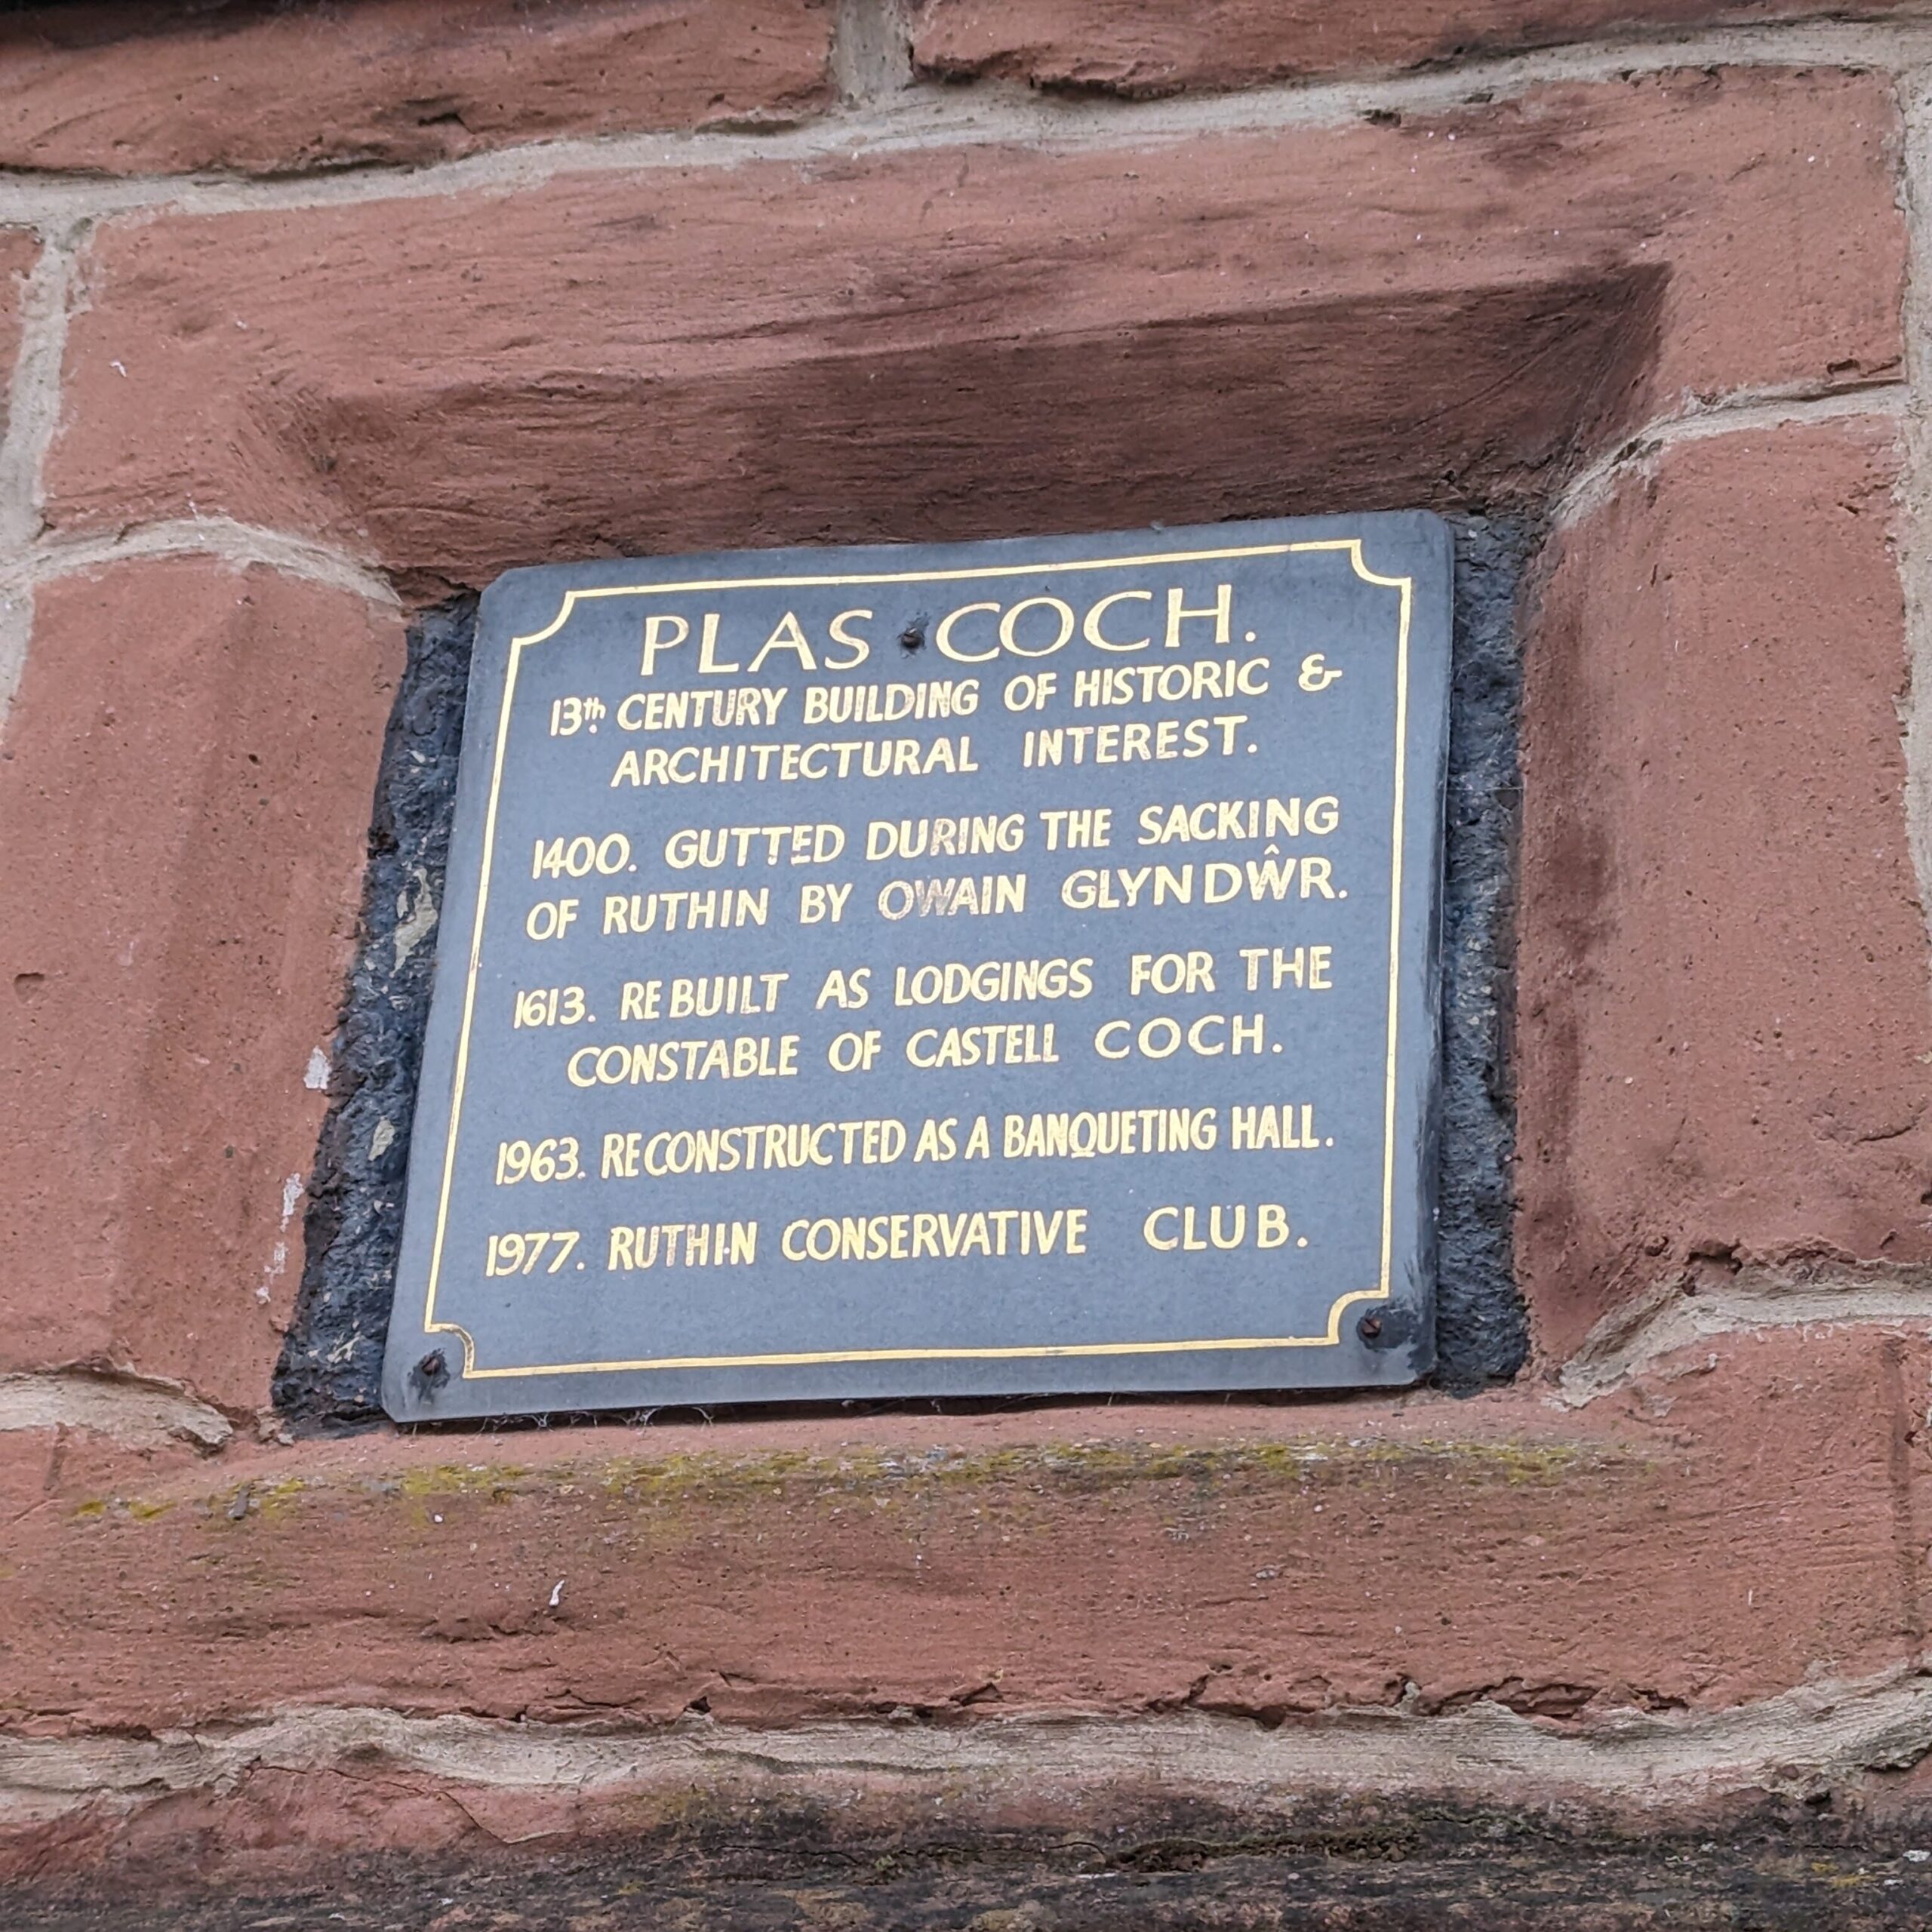 PLAS COCH.
13th. CENTURY BUILDING OF HISTORIC &
ARCHITECTURAL INTEREST.
1400. GUTTED DURING THE SACKING
OF RUTHIN BY OWAIN GLYNDŴR.
1613. REBUILT AS LODGINGS FOR THE
CONSTABLE OF CASTELL COCH.
1963. RECONSTRUCTED AS A BANQUETING HALL.
1977. RUTHIN CONSERVATIVE CLUB.